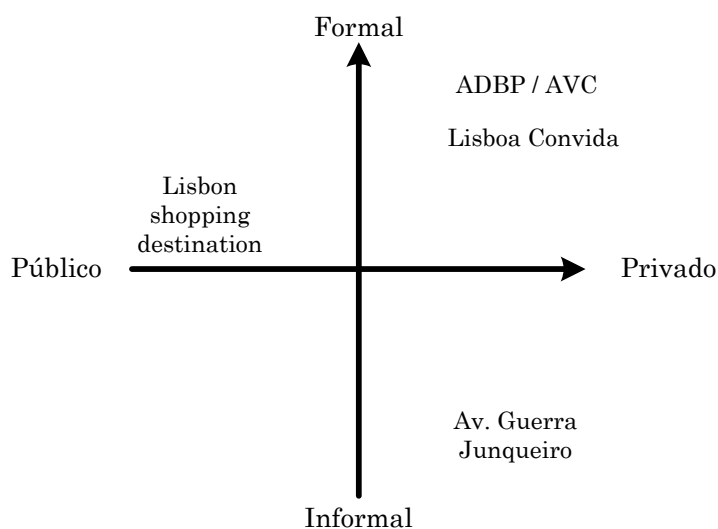 Formal
ADBP / AVC
Lisboa Convida
Lisbon
shopping
destination
Público
Privado
Av. Guerra
Junqueiro
Informal